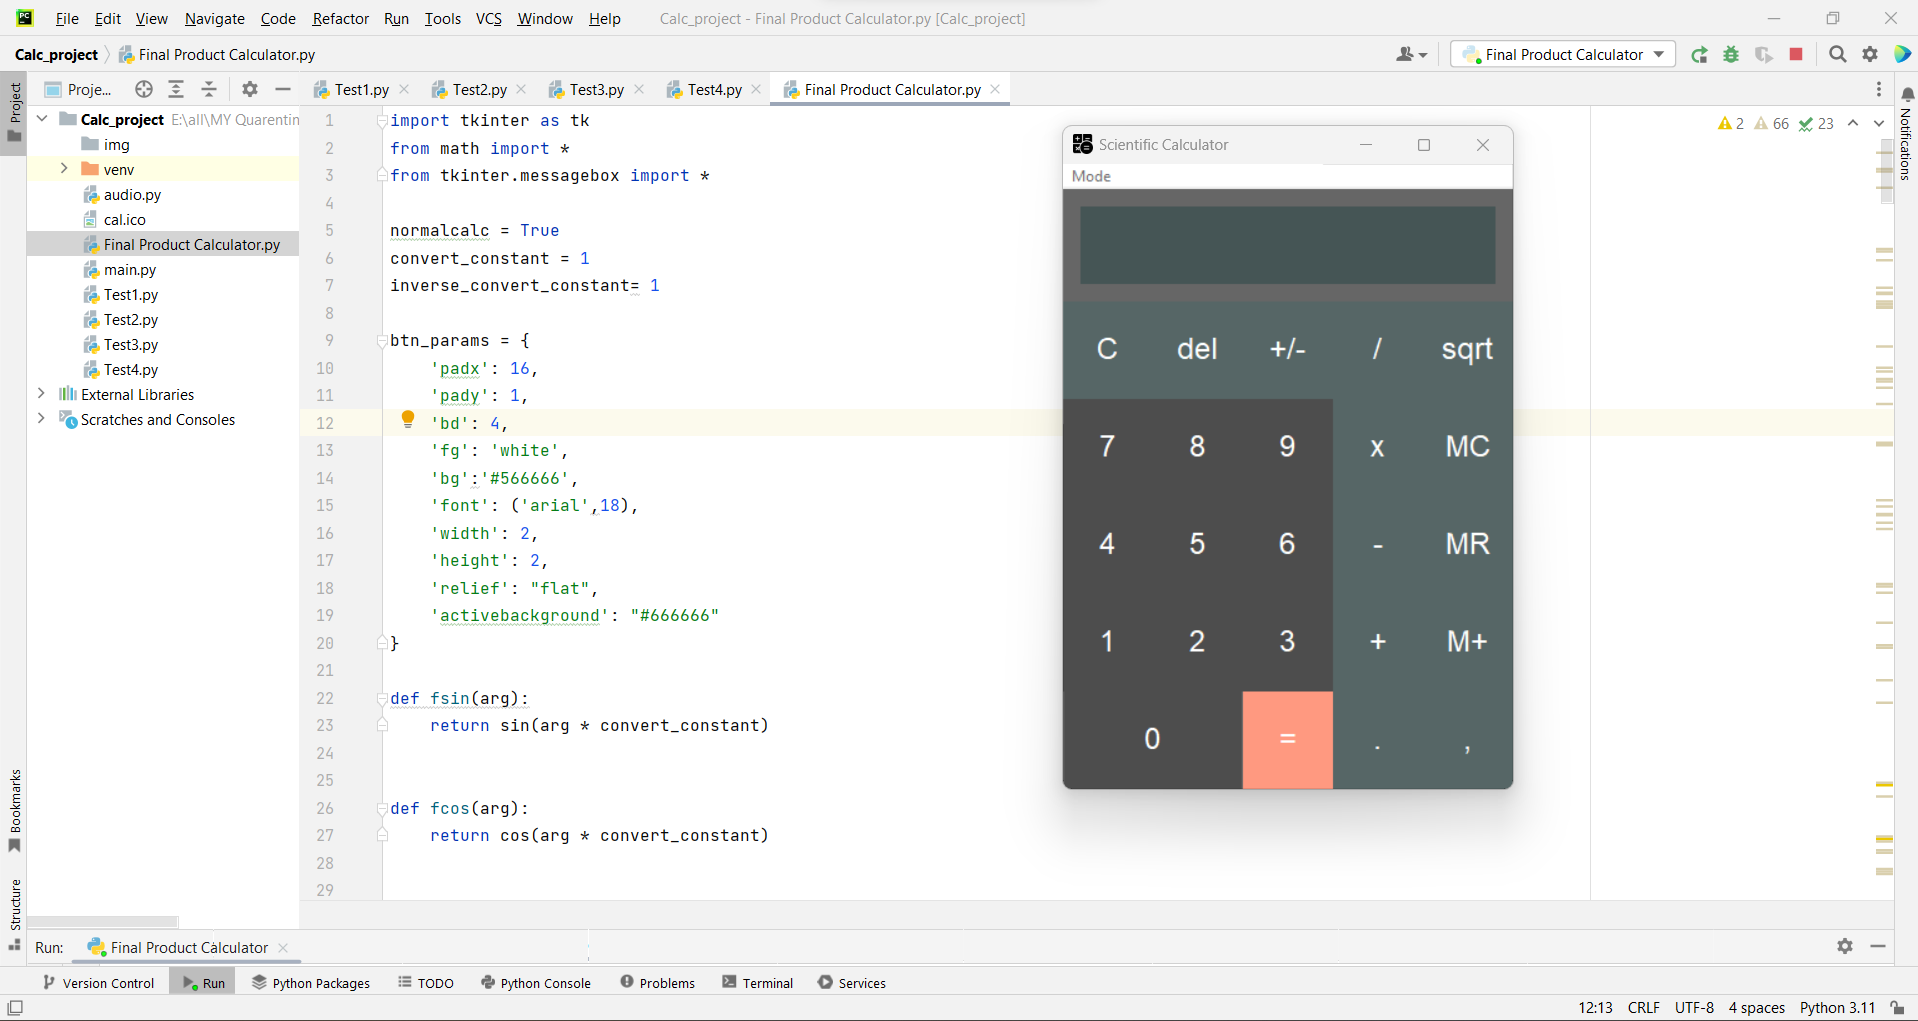 PC
File Edit View Navigate Code Refactor Run Tools VCS Window Help Calc_project - Final Product Calculator.py [Calc_project]
Calc_project Final Product Calculator.py
Final Product Calculator
Project
Proje...
Test1.py
Test2.py
Test3.py
Test4.py
Final Product Calculator.py
Notifications
Calc_project E:\all\MY Quarentin
img
venv
audio.py
cal.ico
Final Product Calculator.py
main.py
Test1.py
Test2.py
Test3.py
Test4.py
External Libraries
Scratches and Consoles
2 66 23
1 import tkinter as tk
2 from math import *
3 from tkinter.messagebox import *
4
5 normalcalc = True
6 convert_constant = 1
7 inverse_convert_constant= 1
8
9 btn_params = {
10 'padx': 16,
11 'pady': 1,
12 'bd': 4,
13 'fg': 'white',
14 'bg':'#566666',
15 'font': ('arial',18),
16 'width': 2,
17 'height': 2,
18 'relief': "flat",
19 'activebackground': "#666666"
20 }
21
22 def fsin(arg):
23 return sin(arg * convert_constant)
24
25
26 def fcos(arg):
27 return cos(arg * convert_constant)
28
29
Scientific Calculator
Mode
C del +/- / sqrt
7 8 9 x MC
4 5 6 - MR
1 2 3 + M+
0 = . ,
Bookmarks
Structure
Run: Final Product Calculator
Version Control Run Python Packages TODO Python Console Problems Terminal Services
12:13 CRLF UTF-8 4 spaces Python 3.11